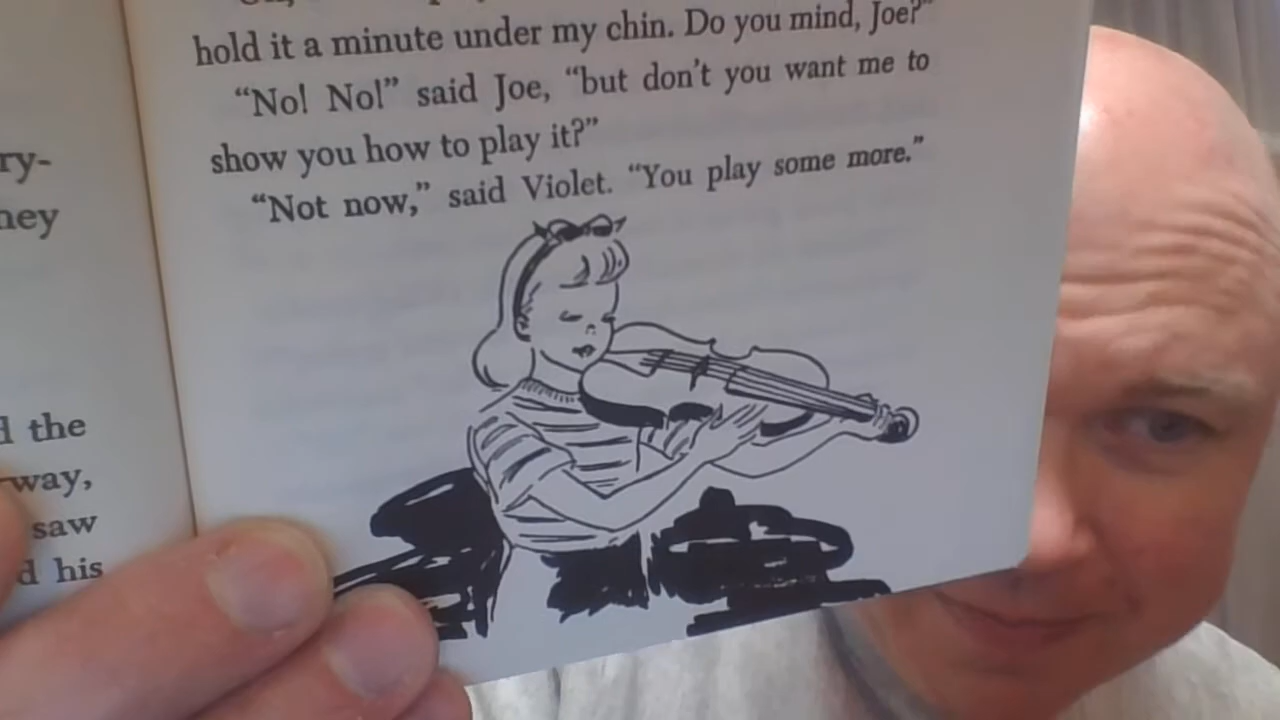 ry-
hey
d the
way,
saw
d his
hold it a minute under my chin. Do you mind, Joe?"
"No! No!" said Joe, "but don't you want me to
show you how to play it?"
"Not now," said Violet. "You play some more."